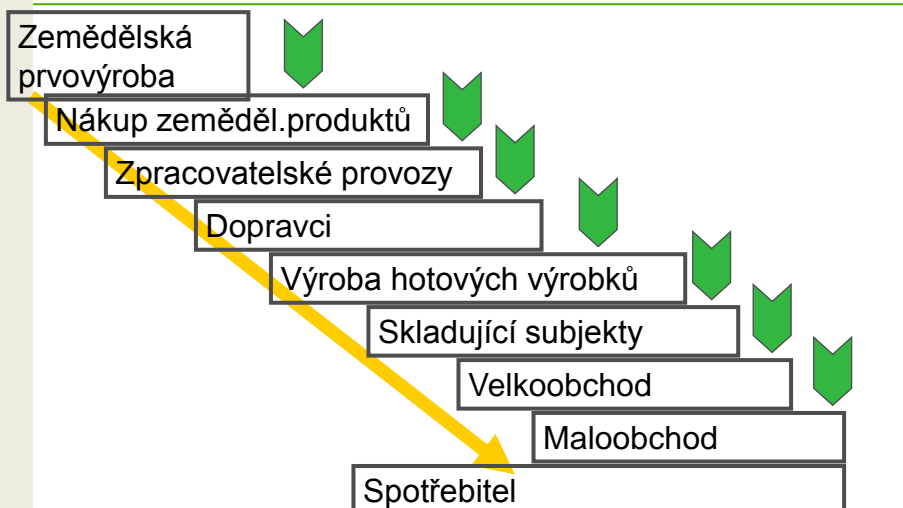 Zemědělská
prvovýroba
Nákup zeměděl.produktů
Zpracovatelské provozy
Dopravci
Výroba hotových výrobků
Skladující subjekty
Velkoobchod
Maloobchod
Spotřebitel